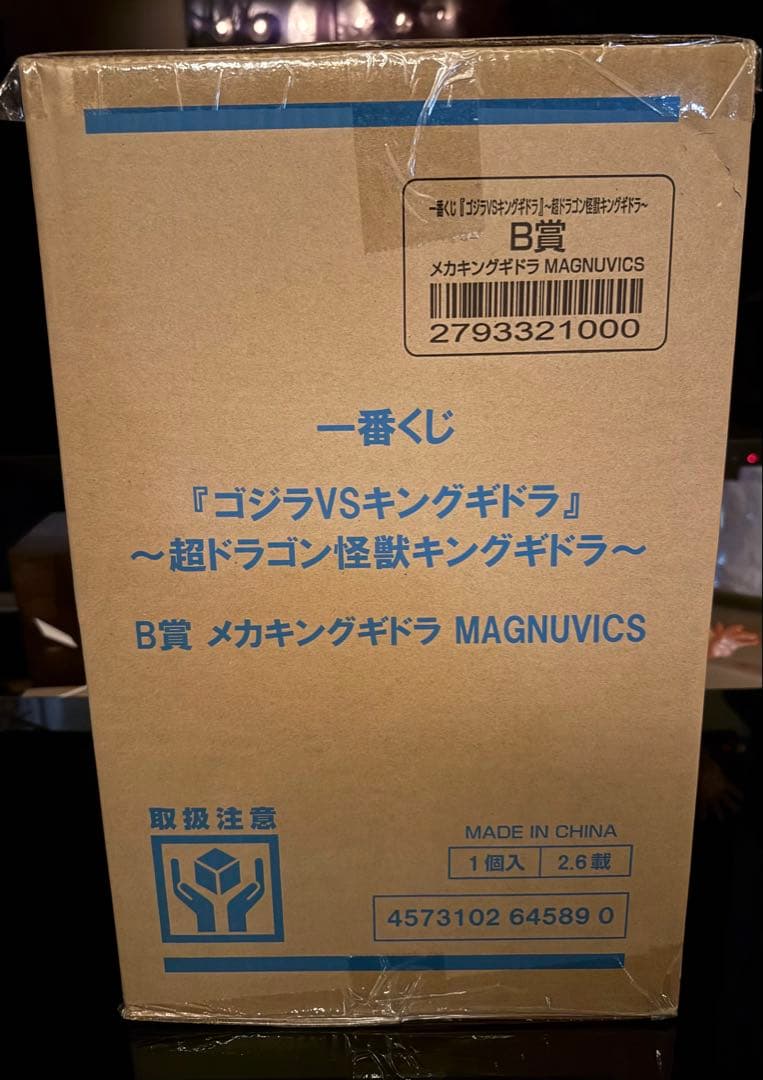 一番くじ『ゴジラVSキングギドラ』～超ドラゴン怪獣キングギドラ～
B賞
メカキングギドラ MAGNUVICS
2793321000
一番くじ
『ゴジラVSキングギドラ』
～超ドラゴン怪獣キングギドラ～
B賞 メカキングギドラ MAGNUVICS
取扱注意
MADE IN CHINA
1個入 2.6載
4573102 64589 0